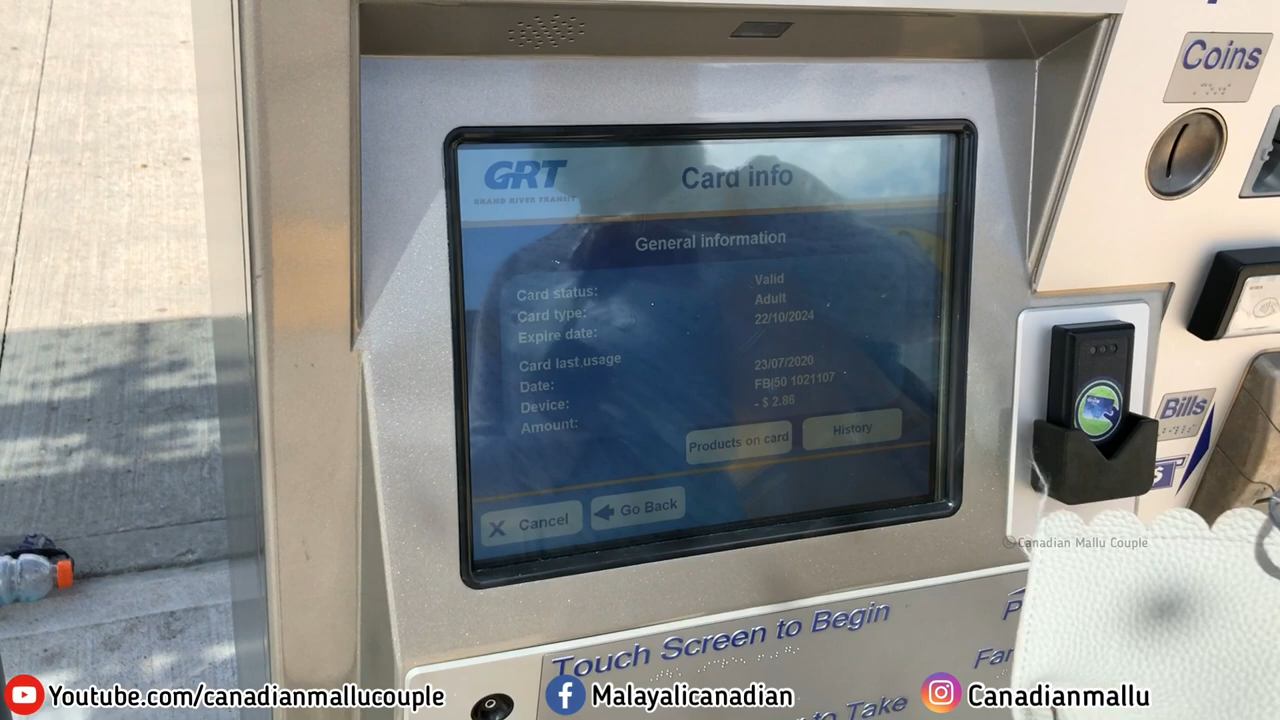 Coins
GRT
GRAND RIVER TRANSIT
Card info
General information
Card status: Valid
Card type: Adult
Expire date: 22/10/2024
Card last usage
Date: 23/07/2020
Device: FB|50 1021107
Amount: - $ 2.86
Products on card
History
Cancel
Go Back
Bills
©Canadian Mallu Couple
Touch Screen to Begin
to Take
Youtube.com/canadianmallucouple
Malayalicanadian
Canadianmallu